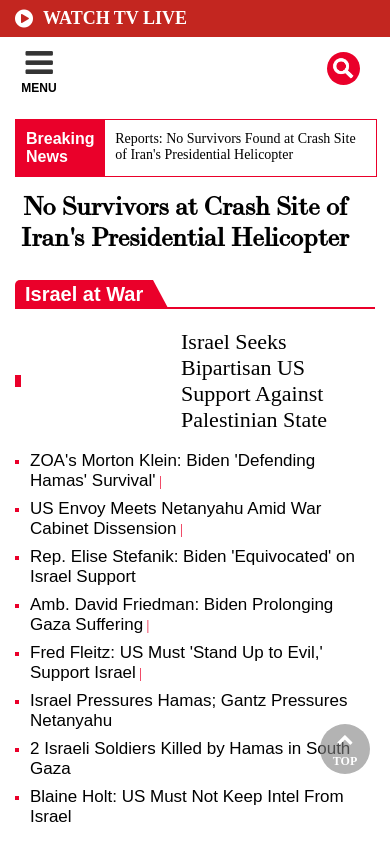 WATCH TV LIVE
MENU
Breaking
News
Reports: No Survivors Found at Crash Site
of Iran's Presidential Helicopter
No Survivors at Crash Site of
Iran's Presidential Helicopter
Israel at War
Israel Seeks
Bipartisan US
Support Against
Palestinian State
ZOA's Morton Klein: Biden 'Defending
Hamas' Survival' |
US Envoy Meets Netanyahu Amid War
Cabinet Dissension |
Rep. Elise Stefanik: Biden 'Equivocated' on
Israel Support
Amb. David Friedman: Biden Prolonging
Gaza Suffering |
Fred Fleitz: US Must 'Stand Up to Evil,'
Support Israel |
Israel Pressures Hamas; Gantz Pressures
Netanyahu
2 Israeli Soldiers Killed by Hamas in South
Gaza
TOP
Blaine Holt: US Must Not Keep Intel From
Israel